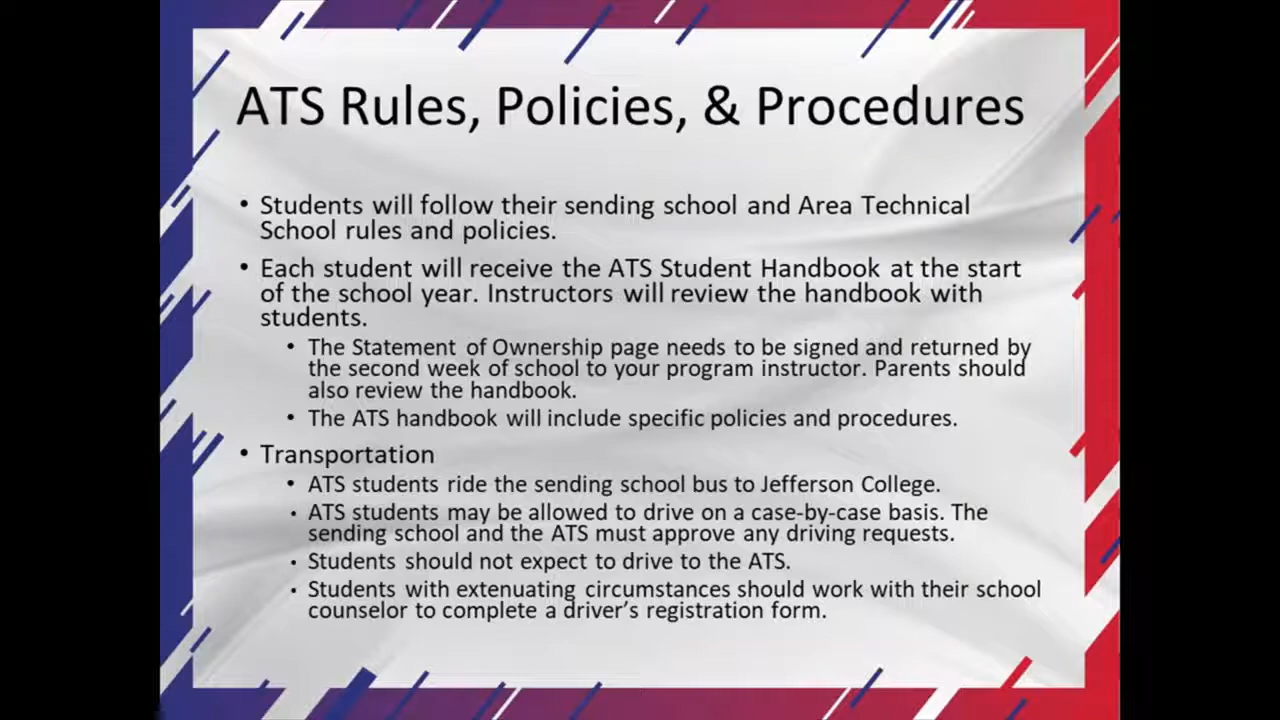 ATS Rules, Policies, & Procedures
• Students will follow their sending school and Area Technical
School rules and policies.
• Each student will receive the ATS Student Handbook at the start
of the school year. Instructors will review the handbook with
students.
• The Statement of Ownership page needs to be signed and returned by
the second week of school to your program instructor. Parents should
also review the handbook.
• The ATS handbook will include specific policies and procedures.
• Transportation
• ATS students ride the sending school bus to Jefferson College.
• ATS students may be allowed to drive on a case-by-case basis. The
sending school and the ATS must approve any driving requests.
• Students should not expect to drive to the ATS.
• Students with extenuating circumstances should work with their school
counselor to complete a driver’s registration form.